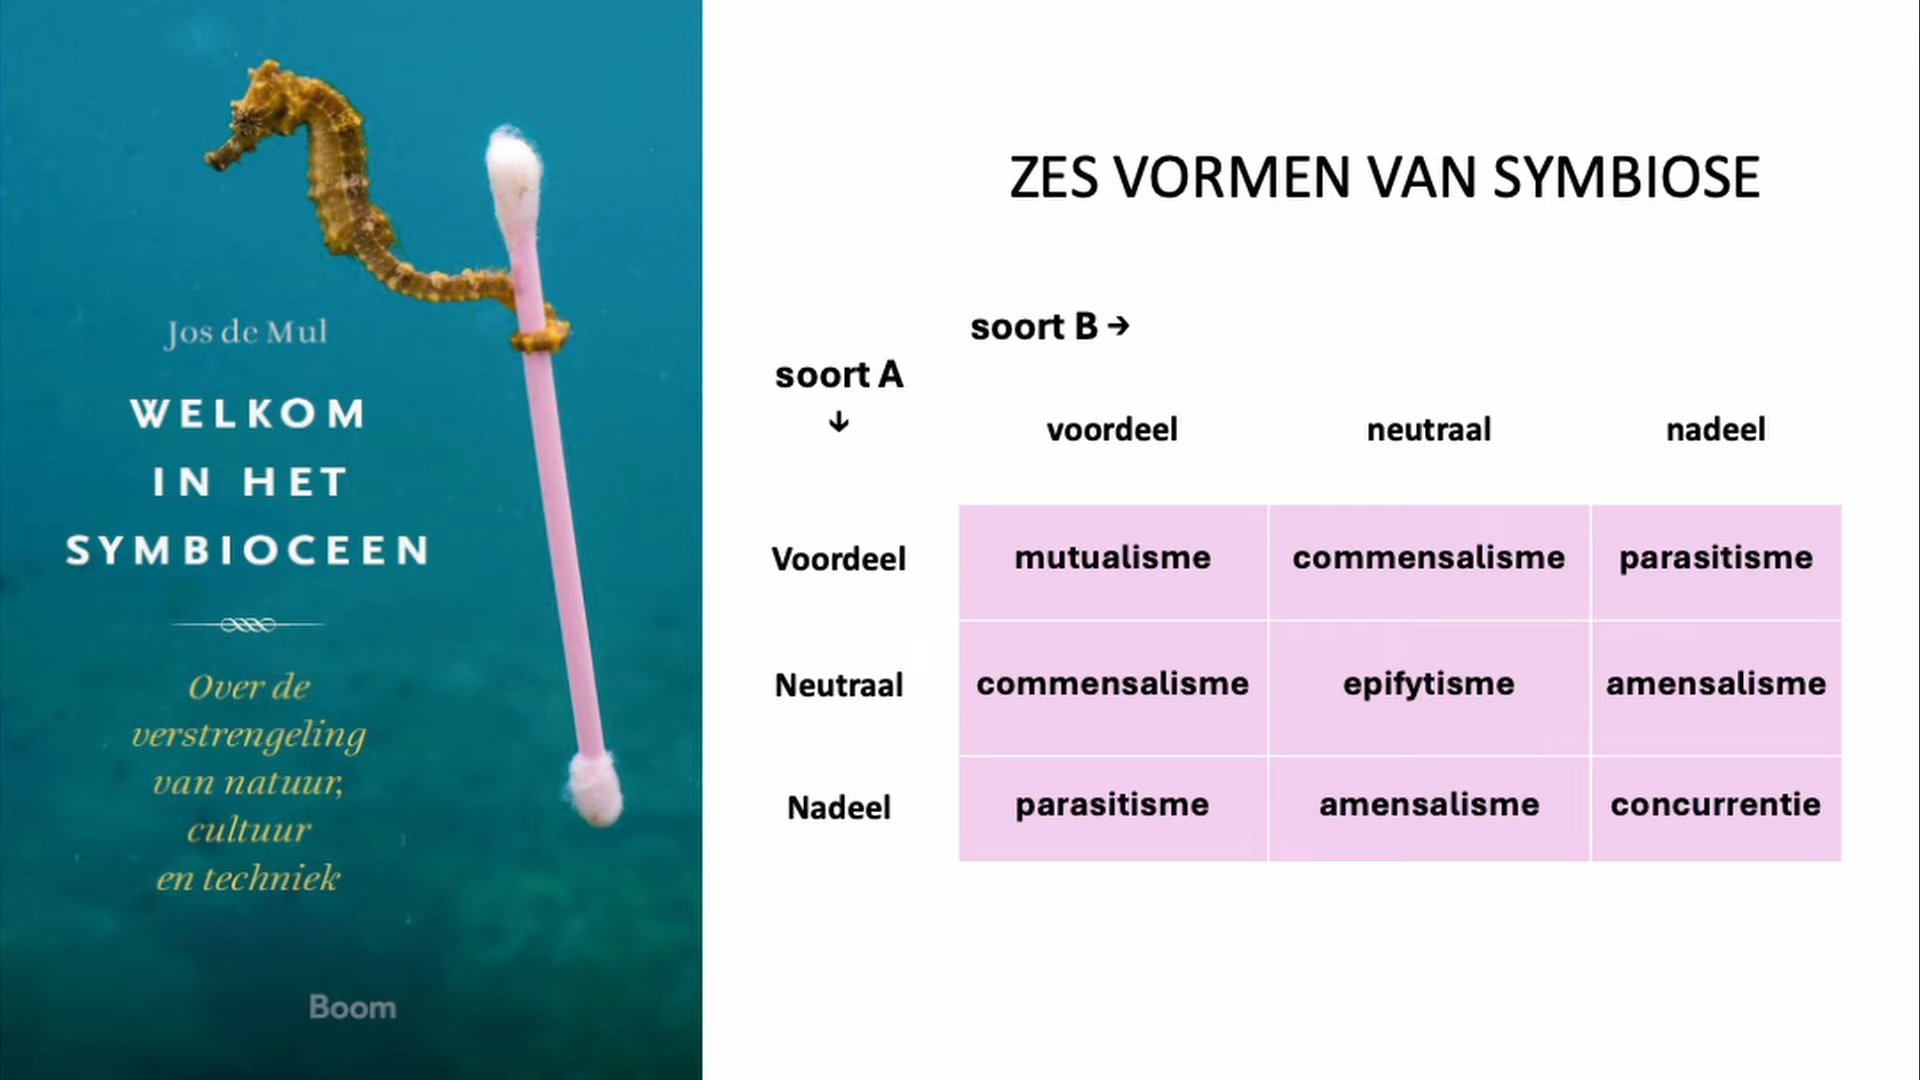 Jos de Mul
WELKOM
IN HET
SYMBIOCEEN
Over de
verstrengeling
van natuur,
cultuur
en techniek
Boom
ZES VORMEN VAN SYMBIOSE
soort B →
soort A
↓
voordeel neutraal nadeel
Voordeel mutualisme commensalisme parasitisme
Neutraal commensalisme epifytisme amensalisme
Nadeel parasitisme amensalisme concurrentie